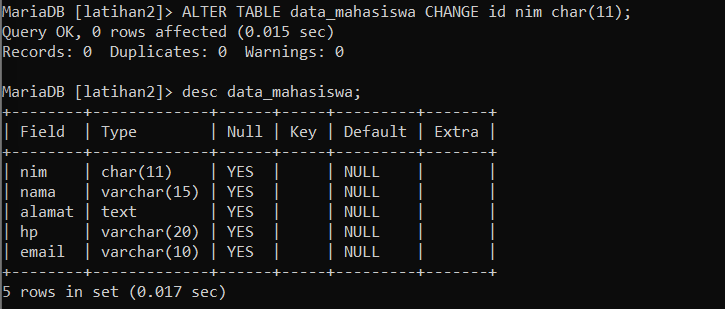 MariaDB [latihan2]> ALTER TABLE data_mahasiswa CHANGE id nim char(11);
Query OK, 0 rows affected (0.015 sec)
Records: 0  Duplicates: 0  Warnings: 0

MariaDB [latihan2]> desc data_mahasiswa;
+--------+-------------+------+-----+---------+-------+
| Field  | Type        | Null | Key | Default | Extra |
+--------+-------------+------+-----+---------+-------+
| nim    | char(11)    | YES  |     | NULL    |       |
| nama   | varchar(15) | YES  |     | NULL    |       |
| alamat | text        | YES  |     | NULL    |       |
| hp     | varchar(20) | YES  |     | NULL    |       |
| email  | varchar(10) | YES  |     | NULL    |       |
+--------+-------------+------+-----+---------+-------+
5 rows in set (0.017 sec)